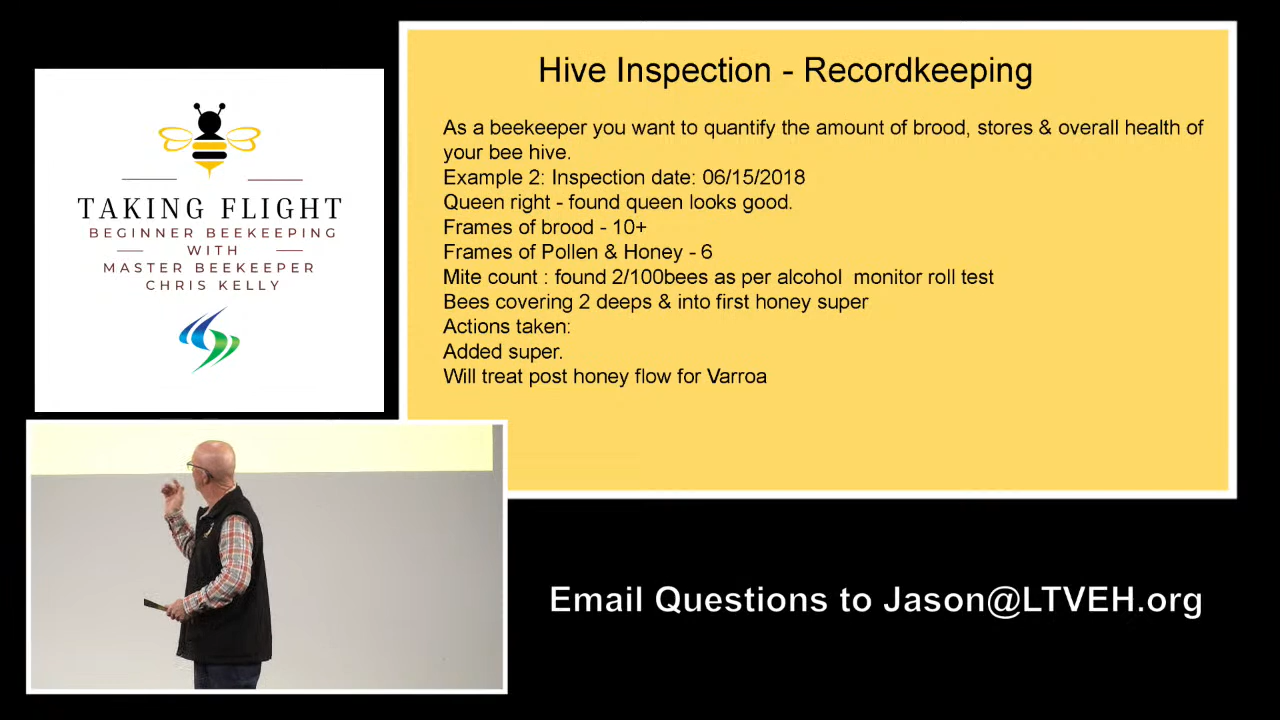 TAKING FLIGHT
BEGINNER BEEKEEPING
WITH
MASTER BEEKEEPER
CHRIS KELLY
Hive Inspection - Recordkeeping
As a beekeeper you want to quantify the amount of brood, stores & overall health of
your bee hive.
Example 2: Inspection date: 06/15/2018
Queen right - found queen looks good.
Frames of brood - 10+
Frames of Pollen & Honey - 6
Mite count : found 2/100bees as per alcohol  monitor roll test
Bees covering 2 deeps & into first honey super
Actions taken:
Added super.
Will treat post honey flow for Varroa
Email Questions to Jason@LTVEH.org